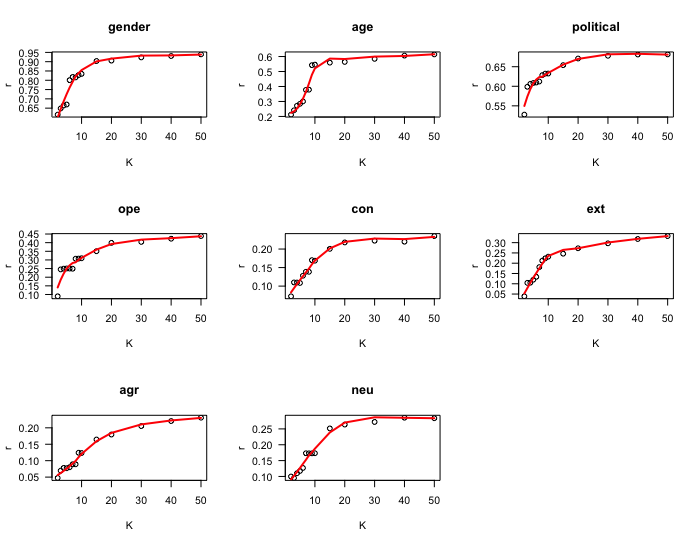 gender
age
political
r
0.65 0.70 0.75 0.80 0.85 0.90 0.95
10 20 30 40 50
K
r
0.2 0.3 0.4 0.5 0.6
10 20 30 40 50
K
r
0.55 0.60 0.65
10 20 30 40 50
K
ope
con
ext
r
0.10 0.15 0.20 0.25 0.30 0.35 0.40 0.45
10 20 30 40 50
K
r
0.10 0.15 0.20
10 20 30 40 50
K
r
0.05 0.10 0.15 0.20 0.25 0.30
10 20 30 40 50
K
agr
neu
r
0.05 0.10 0.15 0.20
10 20 30 40 50
K
r
0.10 0.15 0.20 0.25
10 20 30 40 50
K